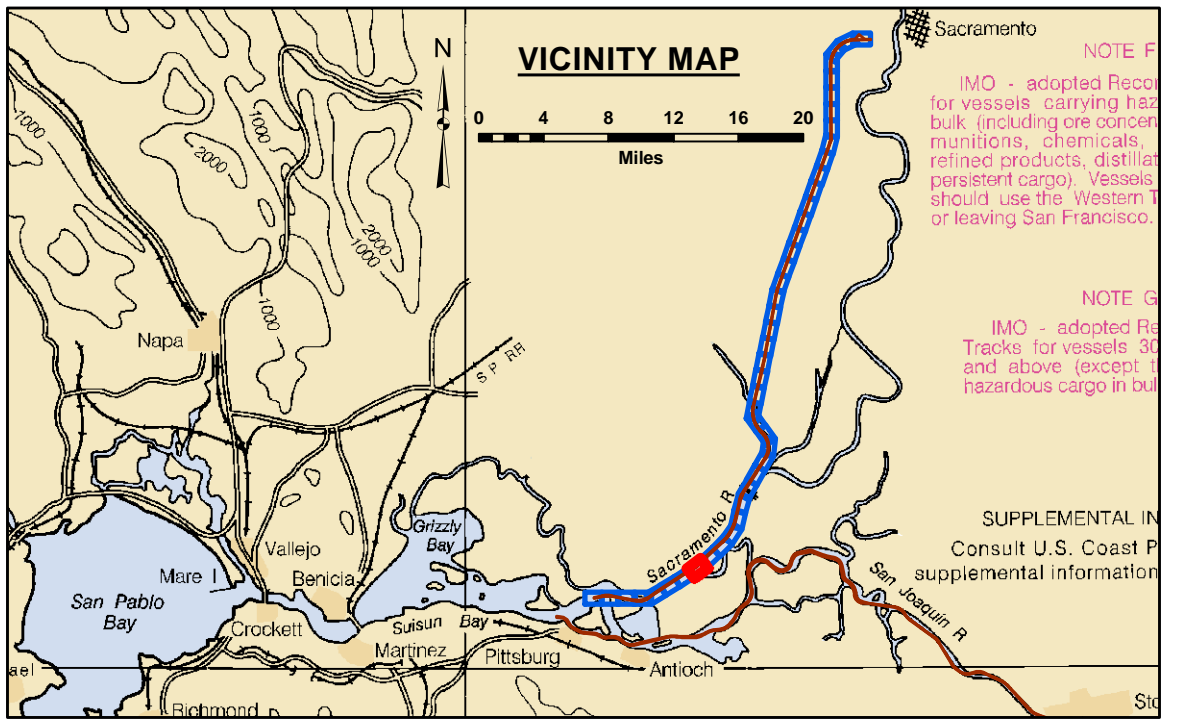 VICINITY MAP
N
0 4 8 12 16 20
Miles
Sacramento
NOTE F
IMO - adopted Recor
for vessels carrying haz
bulk (including ore concen
munitions, chemicals,
refined products, distillat
persistent cargo). Vessels
should use the Western T
or leaving San Francisco.
NOTE G
IMO - adopted Re
Tracks for vessels 30
and above (except t
hazardous cargo in bul
1000
2000
1000
2000
1000
1000
Napa
S P RR
Grizzly
Bay
Sacramento R
SUPPLEMENTAL IN
Consult U.S. Coast P
supplemental information
Vallejo
Mare I
Benicia
San Pablo
Bay
Crockett
Suisun Bay
San Joaquin R
Martinez
Pittsburg
Antioch
ael
Richmond
Sto